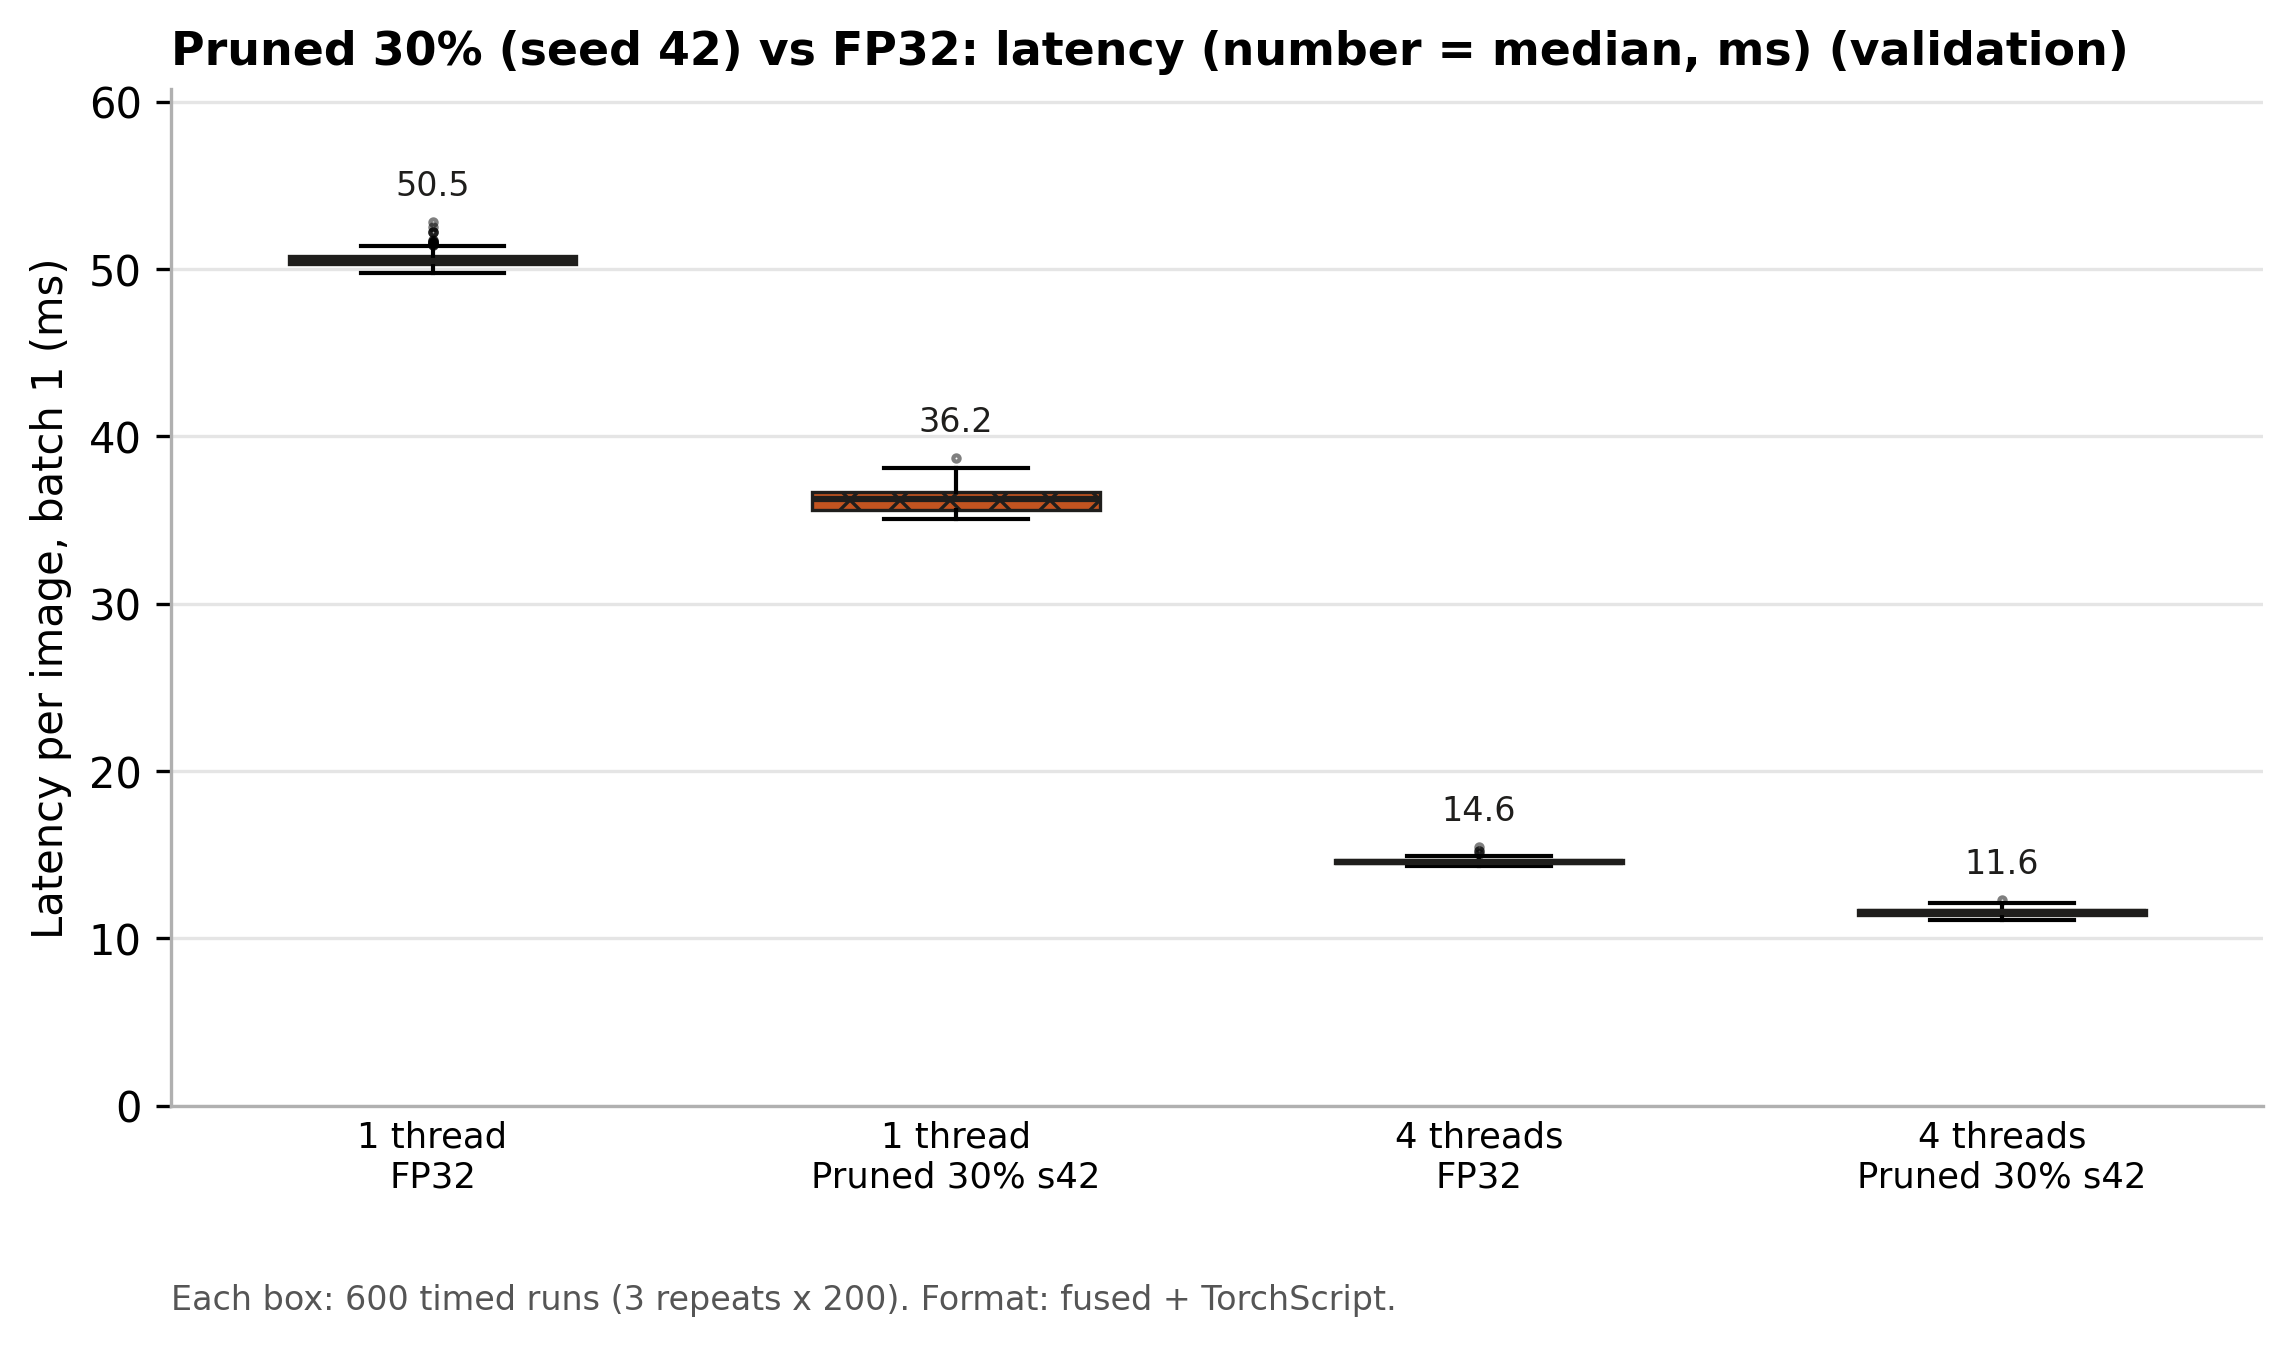 Pruned 30% (seed 42) vs FP32: latency (number = median, ms) (validation)
Latency per image, batch 1 (ms)
60
50
40
30
20
10
0
50.5
36.2
14.6
11.6
1 thread
FP32
1 thread
Pruned 30% s42
4 threads
FP32
4 threads
Pruned 30% s42
Each box: 600 timed runs (3 repeats x 200). Format: fused + TorchScript.